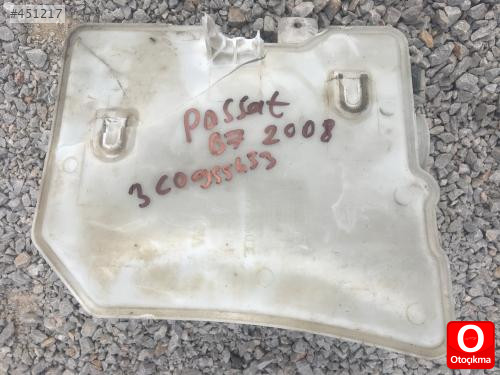 #451217
Passat
B7 2008
3C0955453
O
Otoçıkma